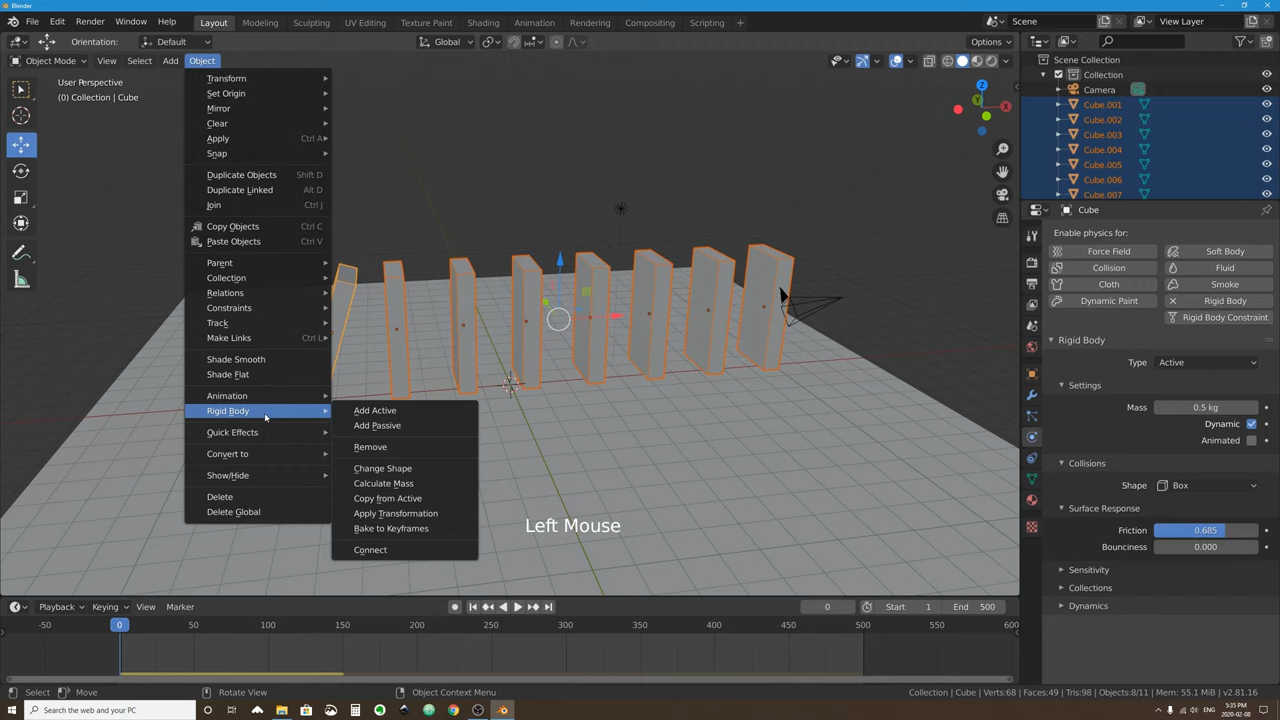 Blender
File Edit Render Window Help Layout Modeling Sculpting UV Editing Texture Paint Shading Animation Rendering Compositing Scripting + Scene View Layer
Orientation: Default Global Options
Object Mode View Select Add Object
User Perspective
(0) Collection | Cube
Transform
Set Origin
Mirror
Clear
Apply Ctrl A
Snap
Duplicate Objects Shift D
Duplicate Linked Alt D
Join Ctrl J
Copy Objects Ctrl C
Paste Objects Ctrl V
Parent
Collection
Relations
Constraints
Track
Make Links Ctrl L
Shade Smooth
Shade Flat
Animation
Rigid Body
Quick Effects
Convert to
Show/Hide
Delete
Delete Global
Add Active
Add Passive
Remove
Change Shape
Calculate Mass
Copy from Active
Apply Transformation
Bake to Keyframes
Connect
Left Mouse
Z
Y
X
Scene Collection
Collection
Camera
Cube.001
Cube.002
Cube.003
Cube.004
Cube.005
Cube.006
Cube.007
Cube
Enable physics for:
Force Field Soft Body
Collision Fluid
Cloth Smoke
Dynamic Paint Rigid Body
Rigid Body Constraint
Rigid Body
Type Active
Settings
Mass 0.5 kg
Dynamic
Animated
Collisions
Shape Box
Surface Response
Friction 0.685
Bounciness 0.000
Sensitivity
Collections
Dynamics
Playback Keying View Marker 0 Start 1 End 500
-50 0 50 100 150 200 250 300 350 400 450 500 550 600
Select Move Rotate View Object Context Menu Collection | Cube | Verts:68 | Faces:49 | Tris:98 | Objects:8/11 | Mem: 55.1 MiB | v2.81.16
Search the web and your PC
ENG
5:35 PM
2020-02-08